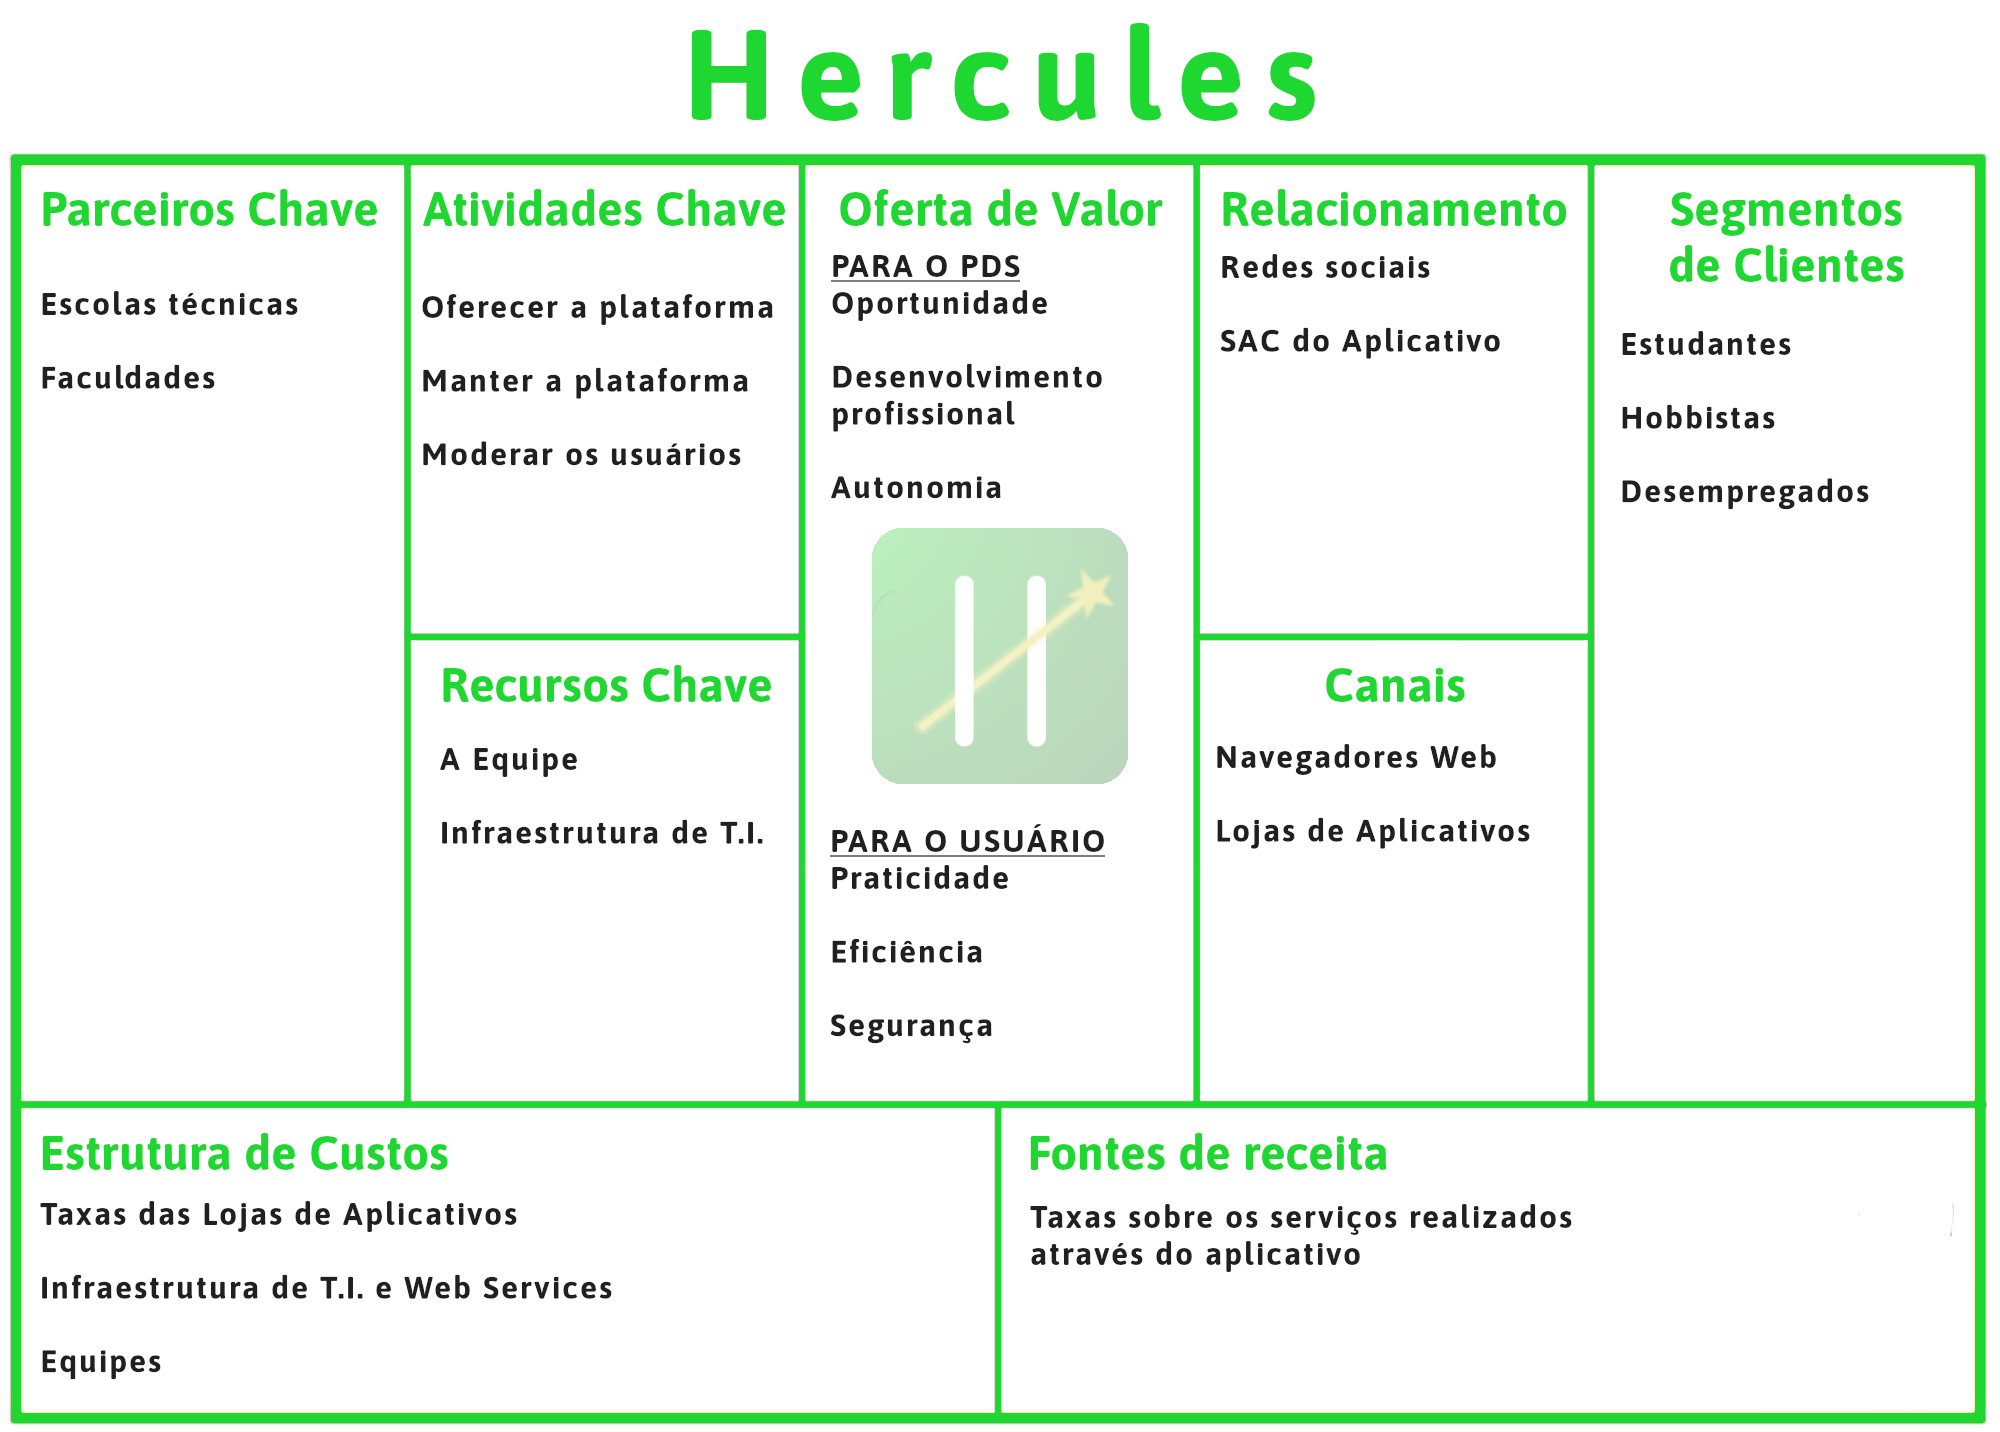 Hercules
Parceiros Chave
Escolas técnicas
Faculdades
Atividades Chave
Oferecer a plataforma
Manter a plataforma
Moderar os usuários
Recursos Chave
A Equipe
Infraestrutura de T.I.
Oferta de Valor
PARA O PDS
Oportunidade
Desenvolvimento
profissional
Autonomia
PARA O USUÁRIO
Praticidade
Eficiência
Segurança
Relacionamento
Redes sociais
SAC do Aplicativo
Canais
Navegadores Web
Lojas de Aplicativos
Segmentos
de Clientes
Estudantes
Hobbistas
Desempregados
Estrutura de Custos
Taxas das Lojas de Aplicativos
Infraestrutura de T.I. e Web Services
Equipes
Fontes de receita
Taxas sobre os serviços realizados
através do aplicativo